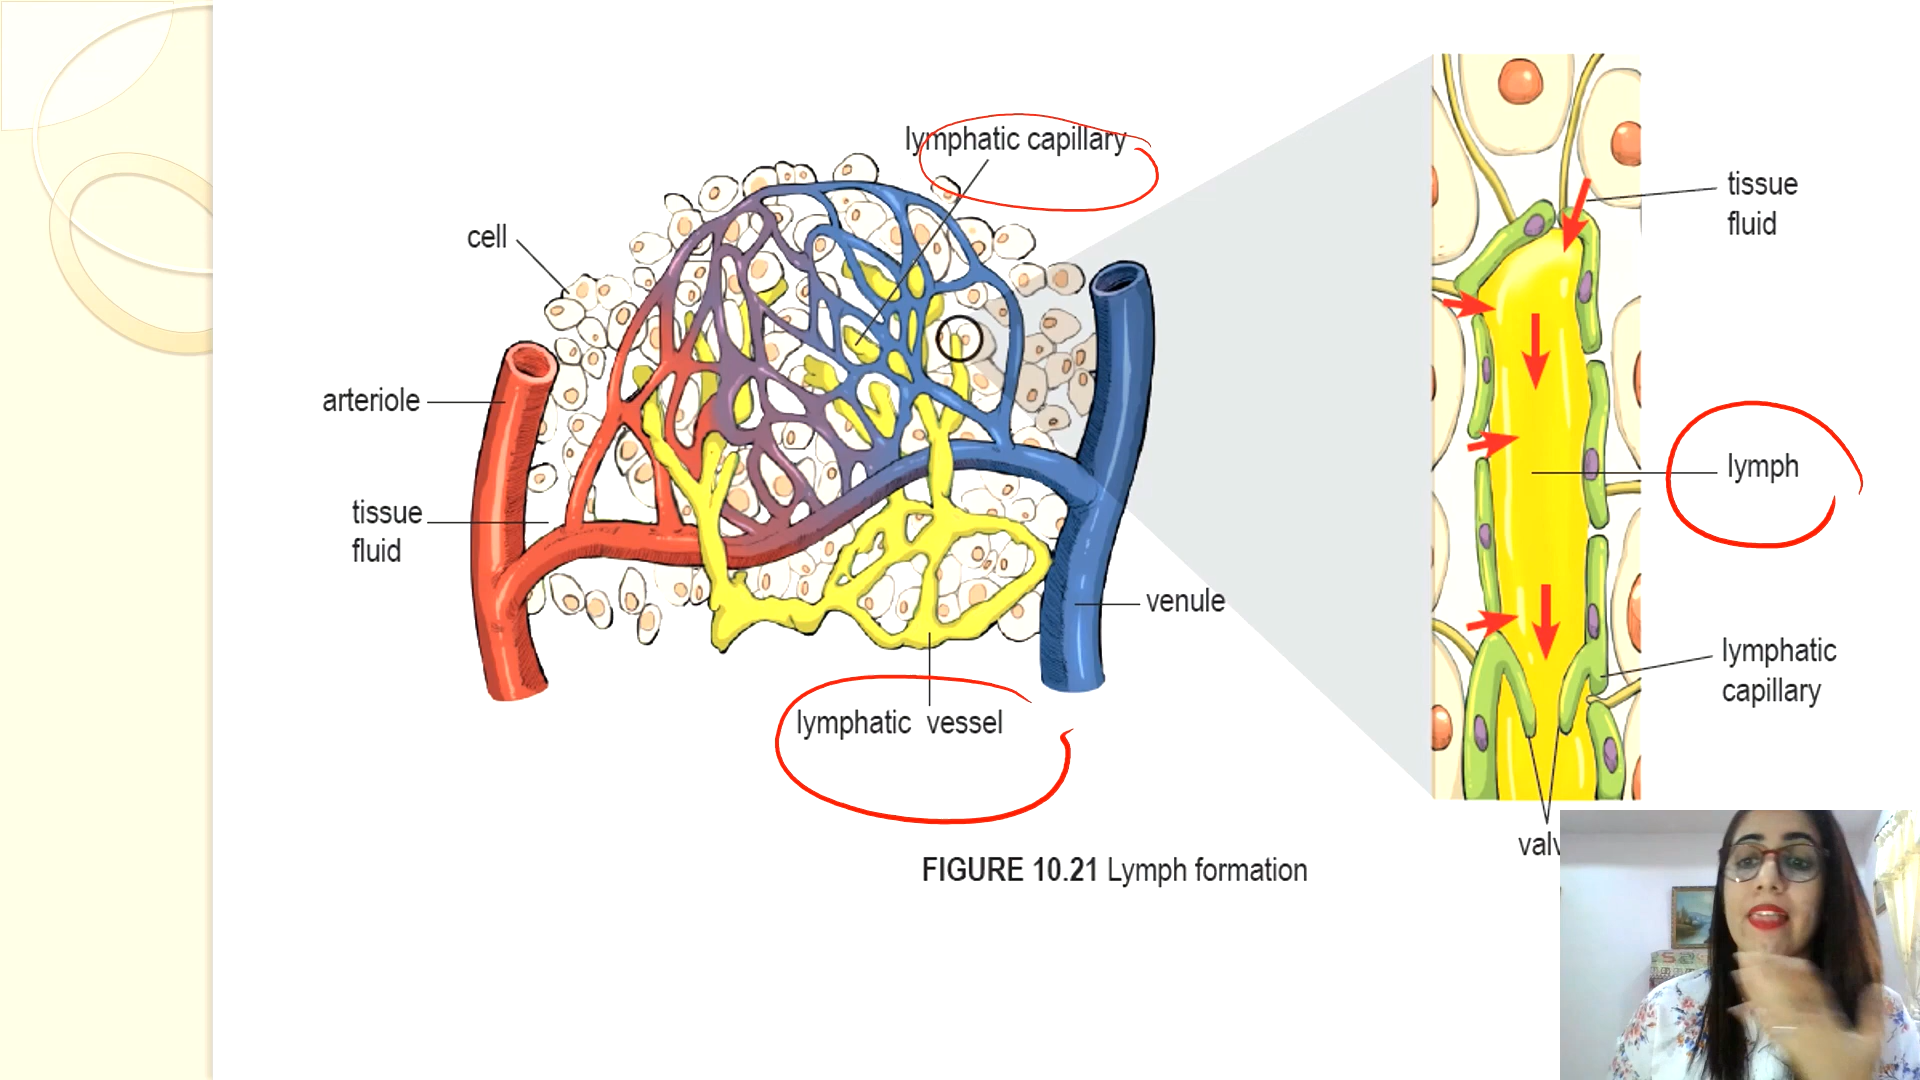 lymphatic capillary
cell
arteriole
tissue
fluid
venule
lymphatic vessel
tissue
fluid
lymph
lymphatic
capillary
FIGURE 10.21 Lymph formation